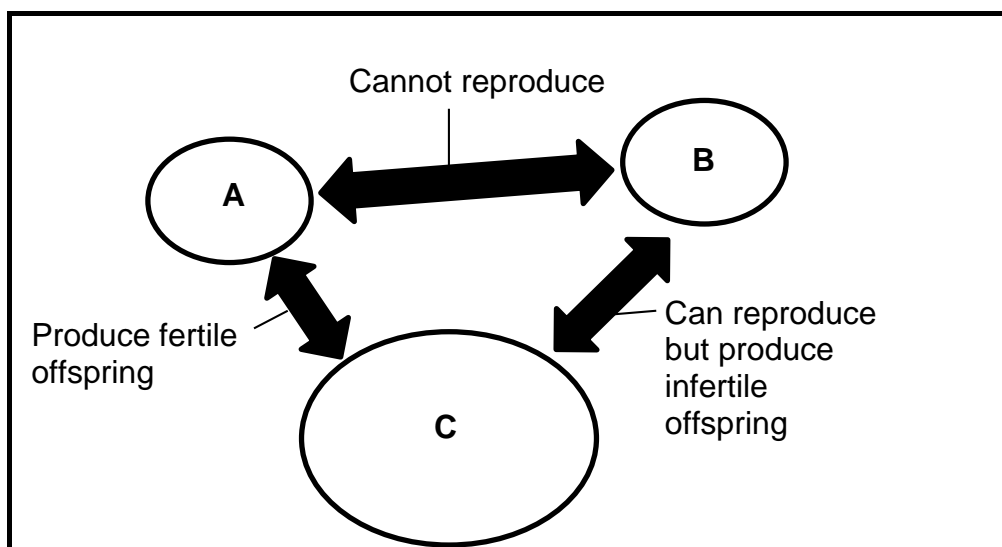 Cannot reproduce
A
B
Produce fertile
offspring
Can reproduce
but produce
infertile
offspring
C